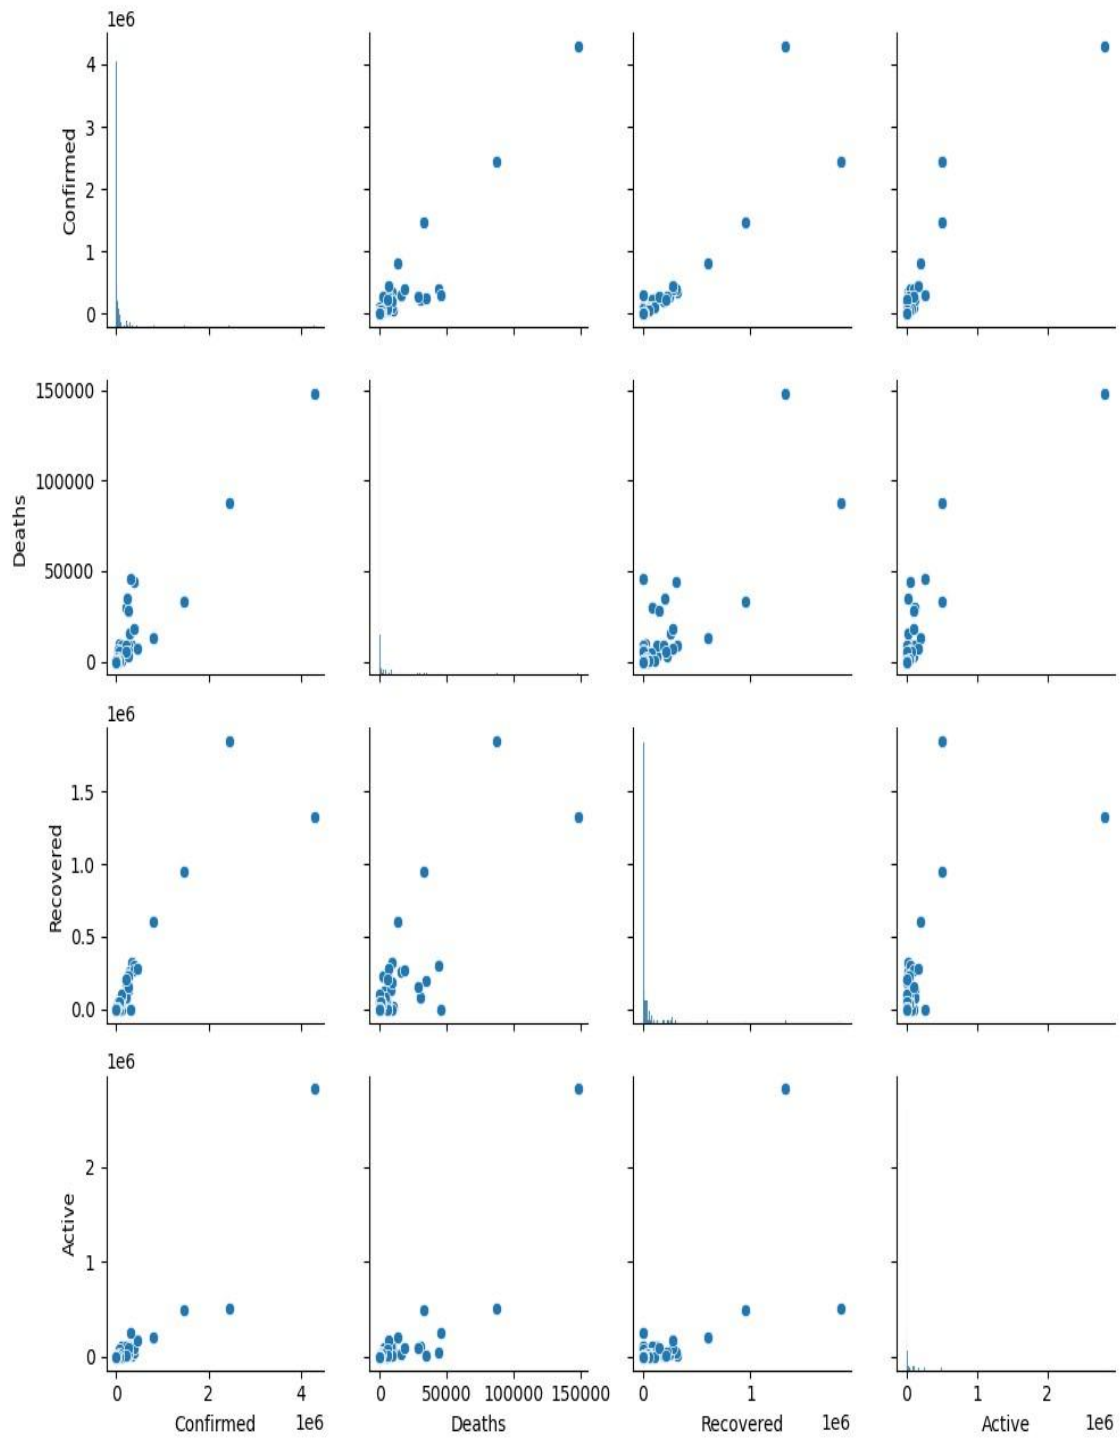 1e6
4
3
2
1
0
Confirmed
150000
100000
50000
0
Deaths
1e6
1.5
1.0
0.5
0.0
Recovered
1e6
2
1
0
Active
0 2 4 0 50000 100000 150000 0 1 0 1 2
Confirmed 1e6 Deaths Recovered 1e6 Active 1e6